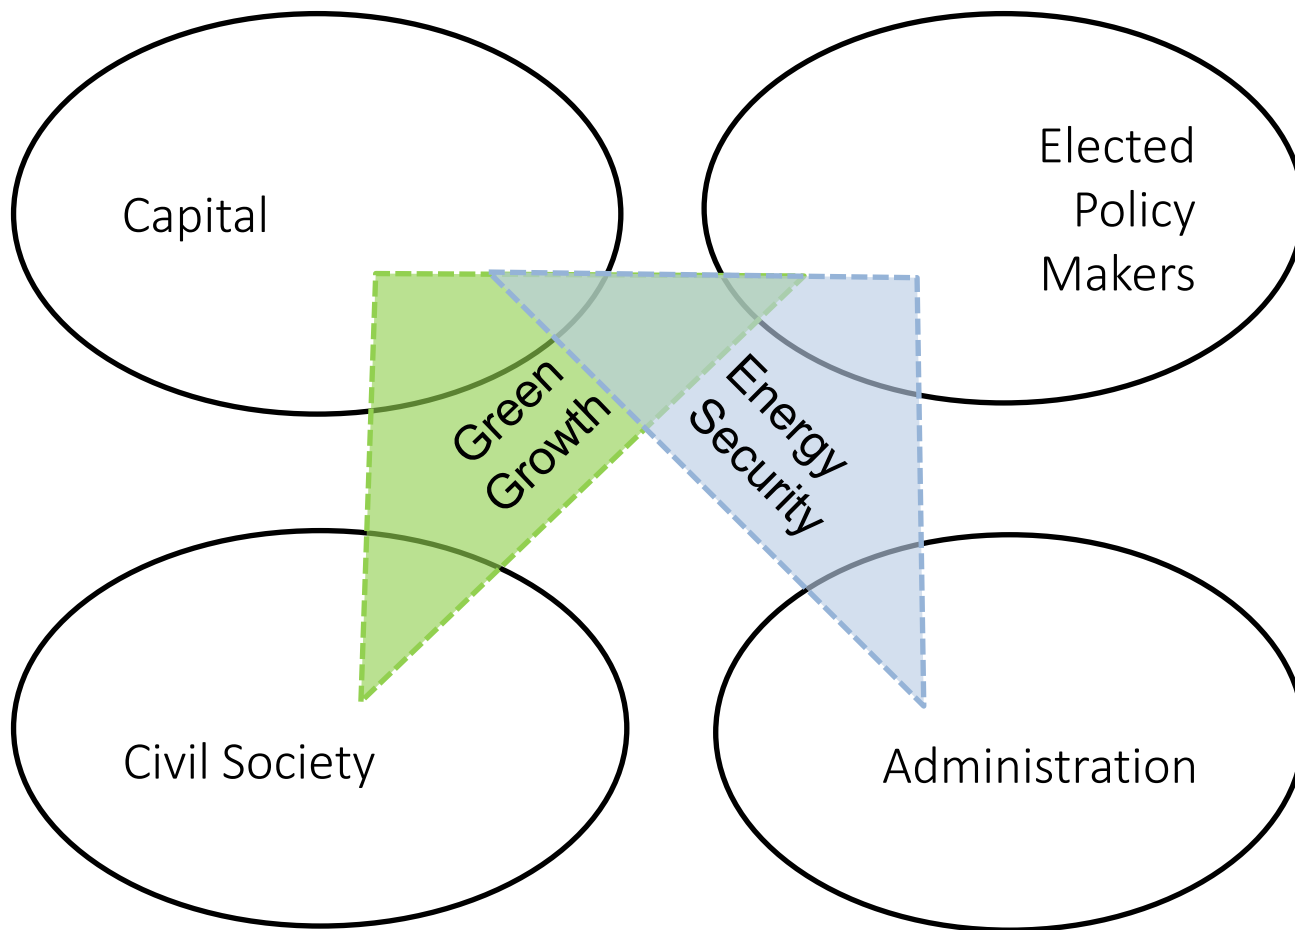 Capital
Elected
Policy
Makers
Green
Growth
Energy
Security
Civil Society
Administration